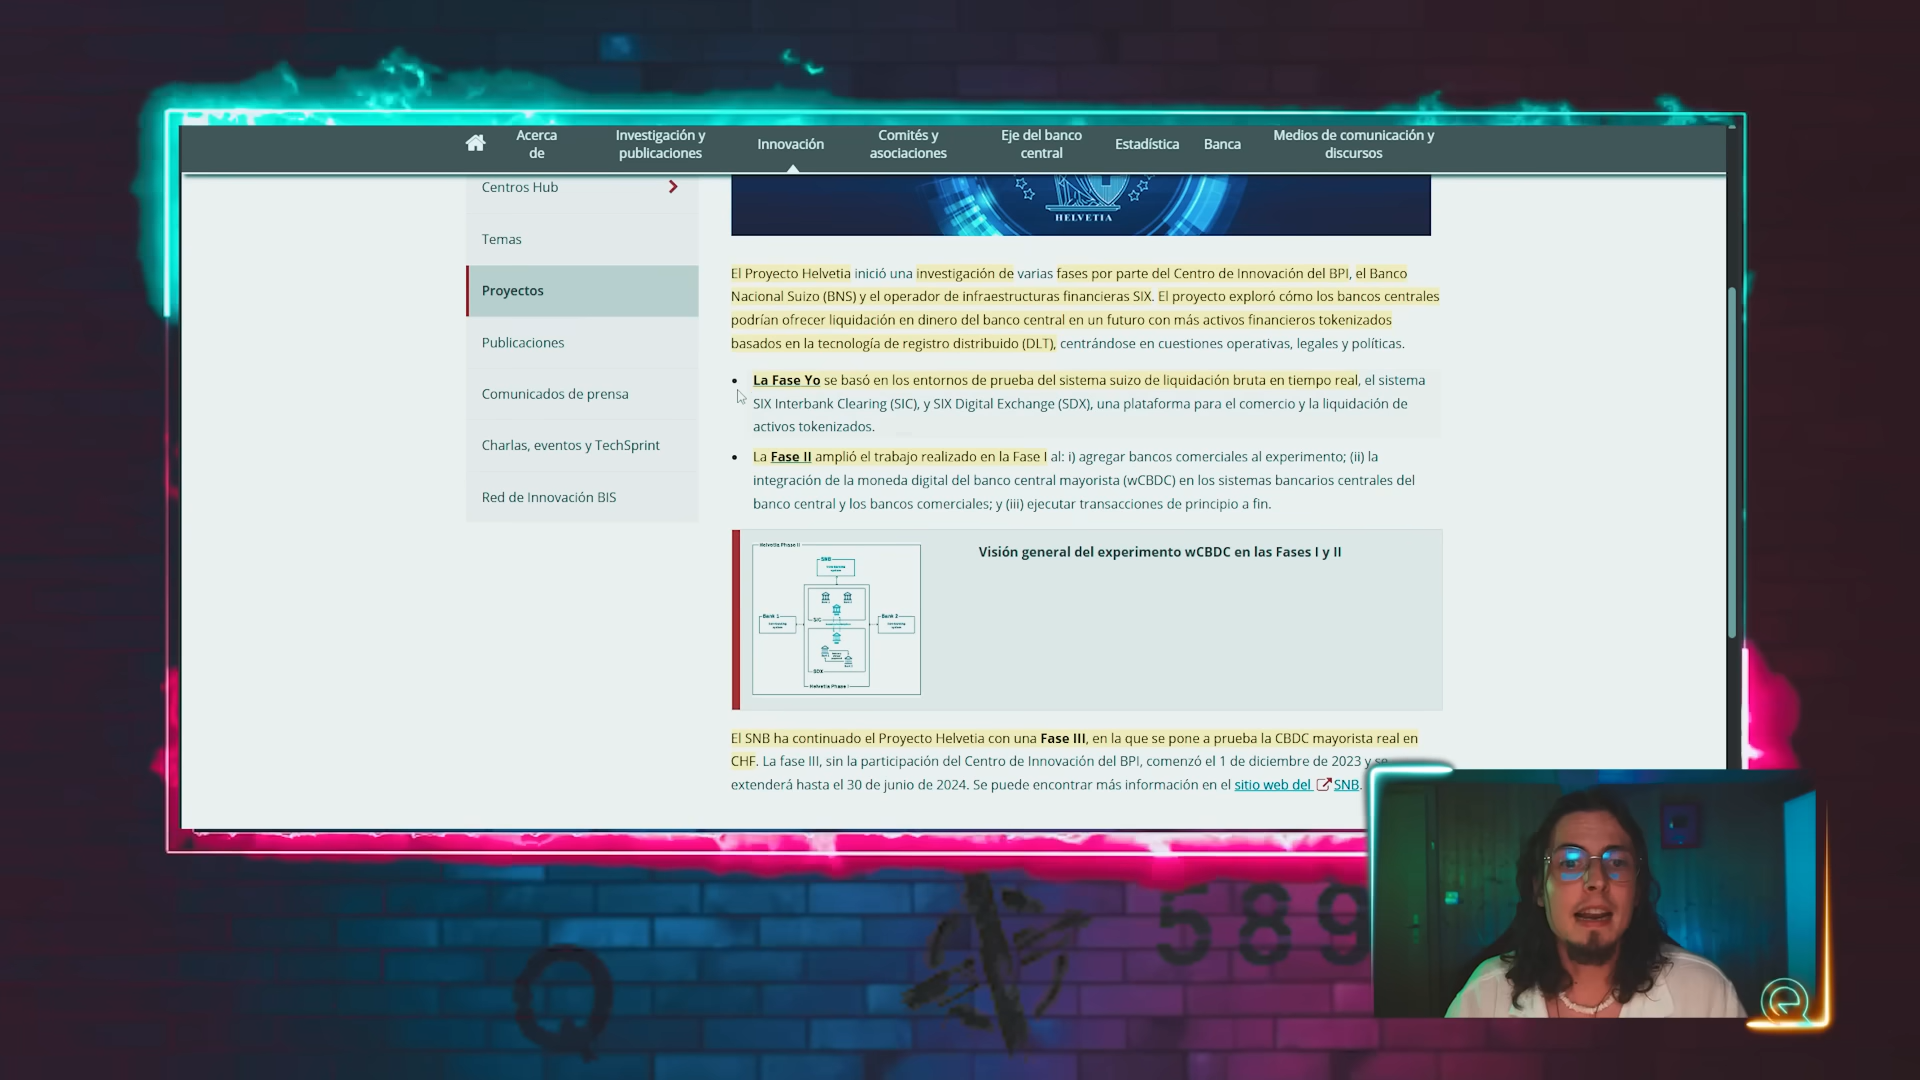 Acerca
de
Investigación y
publicaciones
Innovación
Comités y
asociaciones
Eje del banco
central
Estadística
Banca
Medios de comunicación y
discursos
Centros Hub
Temas
Proyectos
Publicaciones
Comunicados de prensa
Charlas, eventos y TechSprint
Red de Innovación BIS
HELVETIA
El Proyecto Helvetia inició una investigación de varias fases por parte del Centro de Innovación del BPI, el Banco
Nacional Suizo (BNS) y el operador de infraestructuras financieras SIX. El proyecto exploró cómo los bancos centrales
podrían ofrecer liquidación en dinero del banco central en un futuro con más activos financieros tokenizados
basados en la tecnología de registro distribuido (DLT), centrándose en cuestiones operativas, legales y políticas.
• La Fase Yo se basó en los entornos de prueba del sistema suizo de liquidación bruta en tiempo real, el sistema
SIX Interbank Clearing (SIC), y SIX Digital Exchange (SDX), una plataforma para el comercio y la liquidación de
activos tokenizados.
• La Fase II amplió el trabajo realizado en la Fase I al: i) agregar bancos comerciales al experimento; (ii) la
integración de la moneda digital del banco central mayorista (wCBDC) en los sistemas bancarios centrales del
banco central y los bancos comerciales; y (iii) ejecutar transacciones de principio a fin.
Helvetia Phase II
SNB
Bank 1
Bank 2
SIC
SDX
Helvetia Phase I
Visión general del experimento wCBDC en las Fases I y II
El SNB ha continuado el Proyecto Helvetia con una Fase III, en la que se pone a prueba la CBDC mayorista real en
CHF. La fase III, sin la participación del Centro de Innovación del BPI, comenzó el 1 de diciembre de 2023 y se
extenderá hasta el 30 de junio de 2024. Se puede encontrar más información en el sitio web del SNB.
Q
589